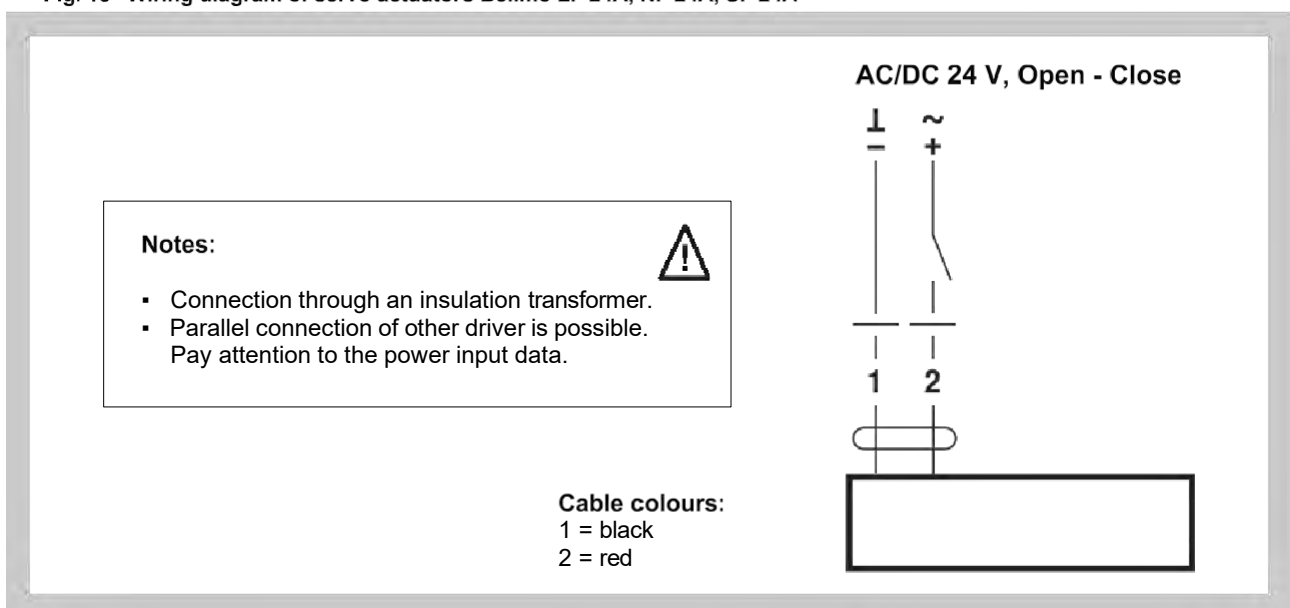 AC/DC 24 V, Open - Close
⊥ ~
– +
Notes:
▪ Connection through an insulation transformer.
▪ Parallel connection of other driver is possible.
Pay attention to the power input data.
1 2
Cable colours:
1 = black
2 = red